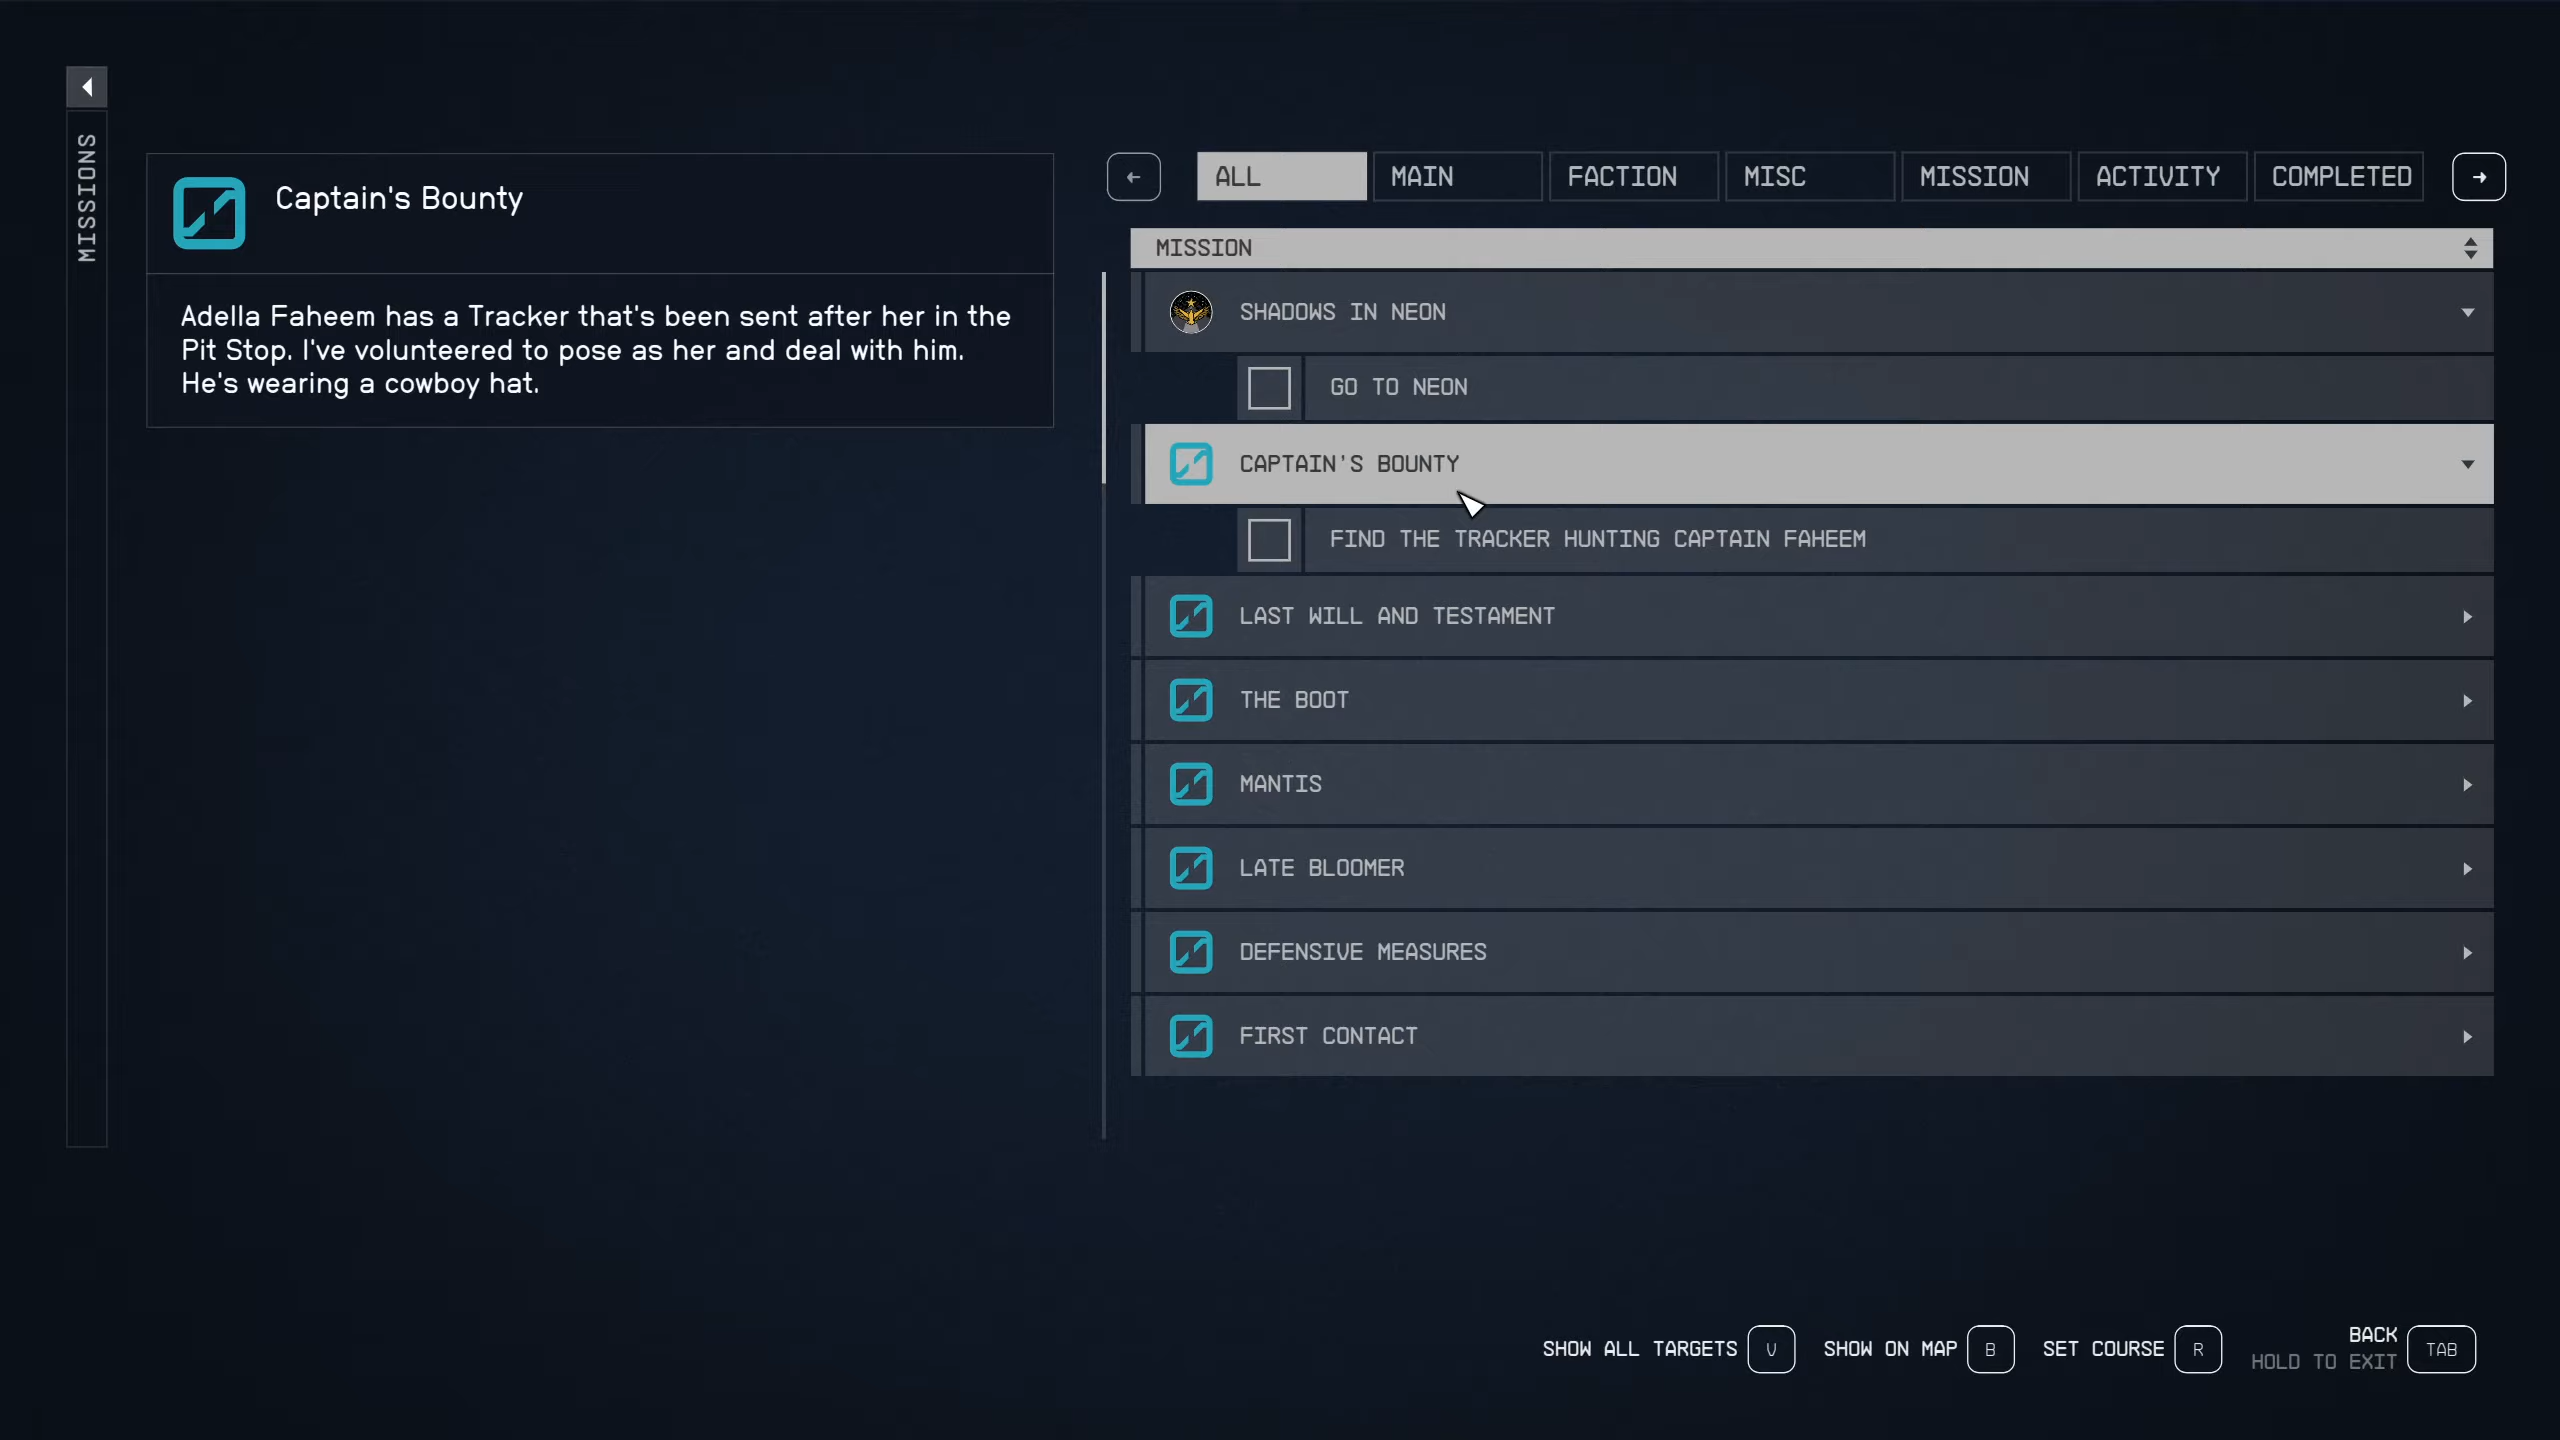 MISSIONS
Captain's Bounty
Adella Faheem has a Tracker that's been sent after her in the
Pit Stop. I've volunteered to pose as her and deal with him.
He's wearing a cowboy hat.
ALL MAIN FACTION MISC MISSION ACTIVITY COMPLETED
MISSION
SHADOWS IN NEON
GO TO NEON
CAPTAIN'S BOUNTY
FIND THE TRACKER HUNTING CAPTAIN FAHEEM
LAST WILL AND TESTAMENT
THE BOOT
MANTIS
LATE BLOOMER
DEFENSIVE MEASURES
FIRST CONTACT
SHOW ALL TARGETS V SHOW ON MAP B SET COURSE R BACK TAB
HOLD TO EXIT